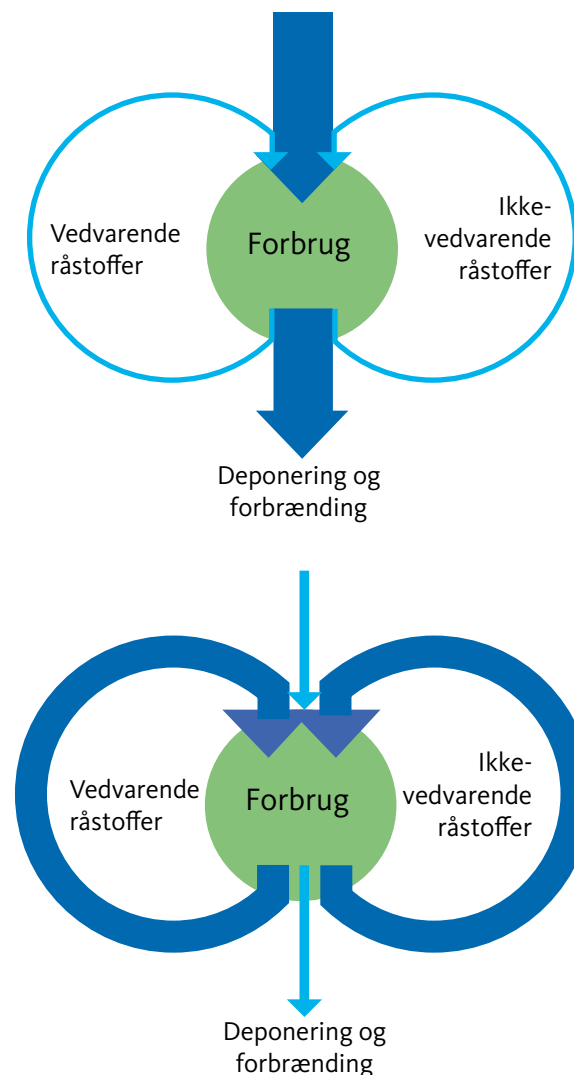 Vedvarende
råstoffer
Forbrug
Ikke-
vedvarende
råstoffer
Deponering og
forbrænding
Vedvarende
råstoffer
Forbrug
Ikke-
vedvarende
råstoffer
Deponering og
forbrænding